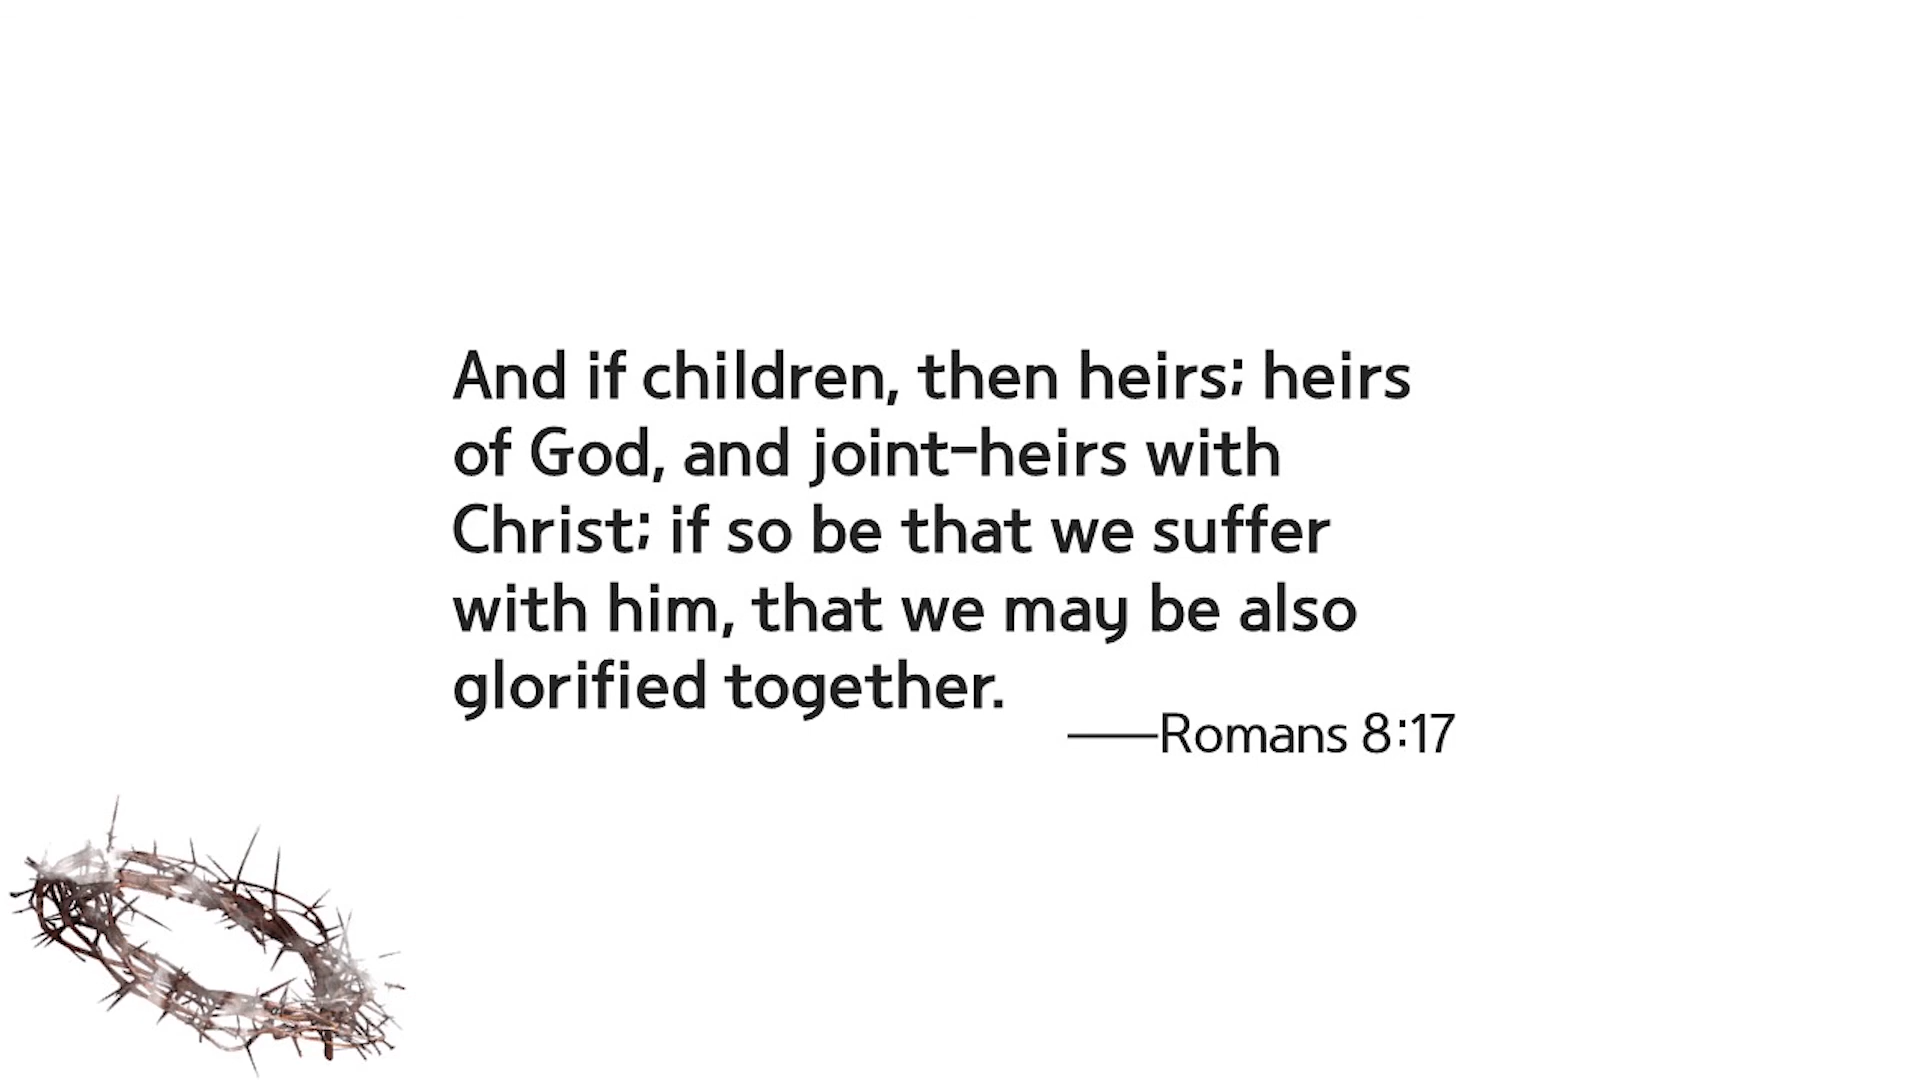 And if children, then heirs; heirs
of God, and joint-heirs with
Christ; if so be that we suffer
with him, that we may be also
glorified together.
——Romans 8:17